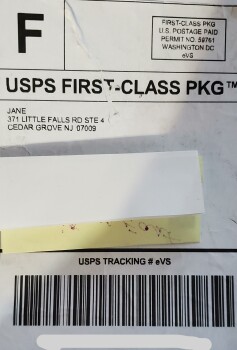 F
FIRST-CLASS PKG
U.S. POSTAGE PAID
PERMIT NO. 59761
WASHINGTON DC
eVS
USPS FIRST-CLASS PKG™
JANE
371 LITTLE FALLS RD STE 4
CEDAR GROVE NJ 07009
USPS TRACKING # eVS